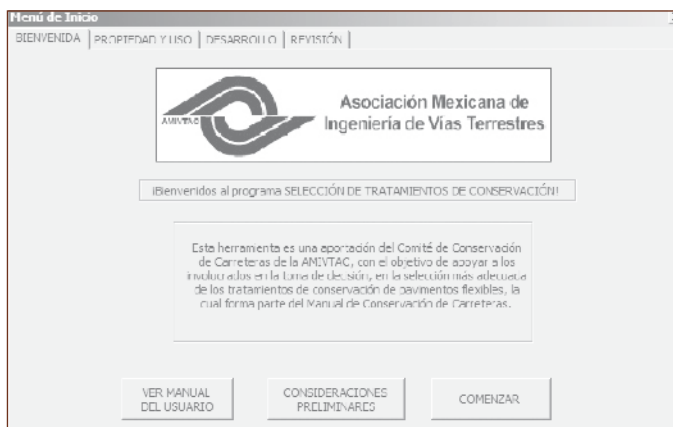 Menú de Inicio
BIENVENIDA PROPIEDAD Y USO DESARROLLO REVISIÓN
AMIVTAC
Asociación Mexicana de
Ingeniería de Vías Terrestres
¡Bienvenidos al programa SELECCIÓN DE TRATAMIENTOS DE CONSERVACIÓN!
Esta herramienta es una aportación del Comité de Conservación
de Carreteras de la AMIVTAC, con el objetivo de apoyar a los
involucrados en la toma de decisión, en la selección más adecuada
de los tratamientos de conservación de pavimentos flexibles, la
cual forma parte del Manual de Conservación de Carreteras.
VER MANUAL
DEL USUARIO
CONSIDERACIONES
PRELIMINARES
COMENZAR